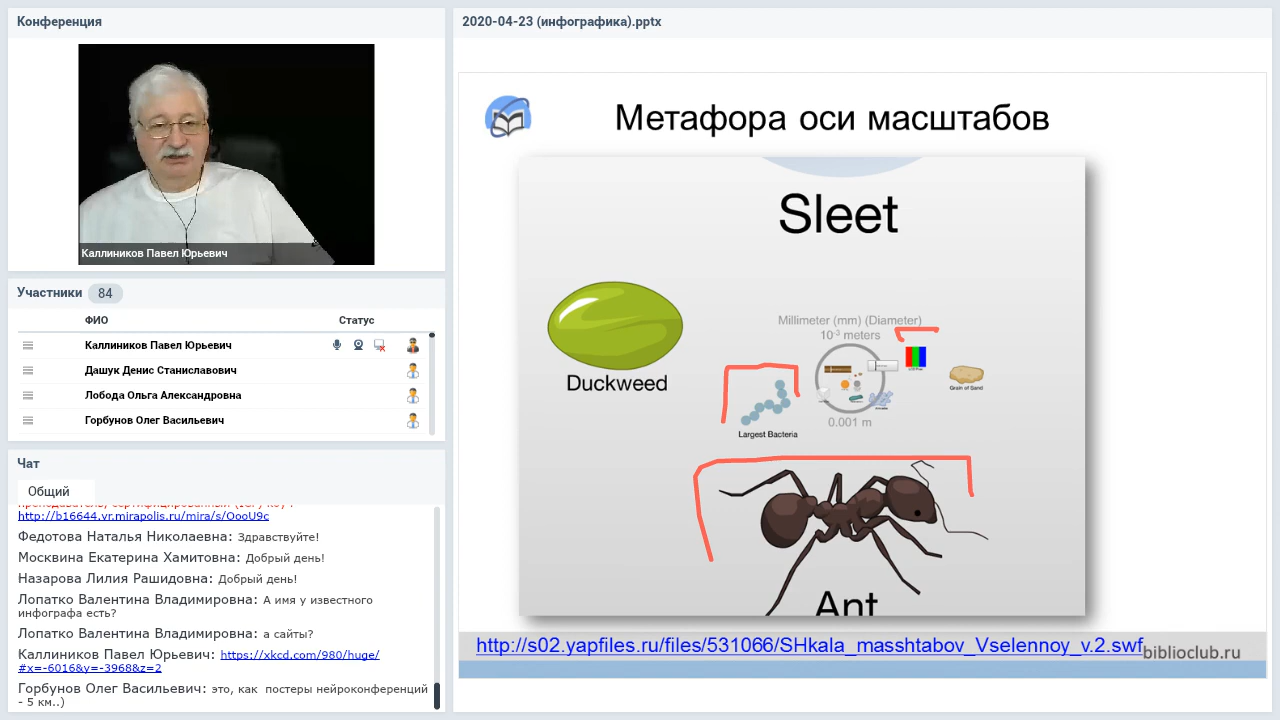 Конференция
Каллиников Павел Юрьевич
Участники 84
ФИО Статус
Каллиников Павел Юрьевич
Дашук Денис Станиславович
Лобода Ольга Александровна
Горбунов Олег Васильевич
Чат
Общий
http://b16644.vr.mirapolis.ru/mira/s/OooU9c
Федотова Наталья Николаевна: Здравствуйте!
Москвина Екатерина Хамитовна: Добрый день!
Назарова Лилия Рашидовна: Добрый день!
Лопатко Валентина Владимировна: А имя у известного
инфографа есть?
Лопатко Валентина Владимировна: а сайты?
Каллиников Павел Юрьевич: https://xkcd.com/980/huge/
#x=-6016&y=-3968&z=2
Горбунов Олег Васильевич: это, как постеры нейроконференций
- 5 км..)
2020-04-23 (инфографика).pptx
Метафора оси масштабов
Sleet
Duckweed
Millimeter (mm) (Diameter)
10-³ meters
Grain of Sand
Largest Bacteria
0.001 m
Ant
http://s02.yapfiles.ru/files/531066/SHkala_masshtabov_Vselennoy_v.2.swf
biblioclub.ru